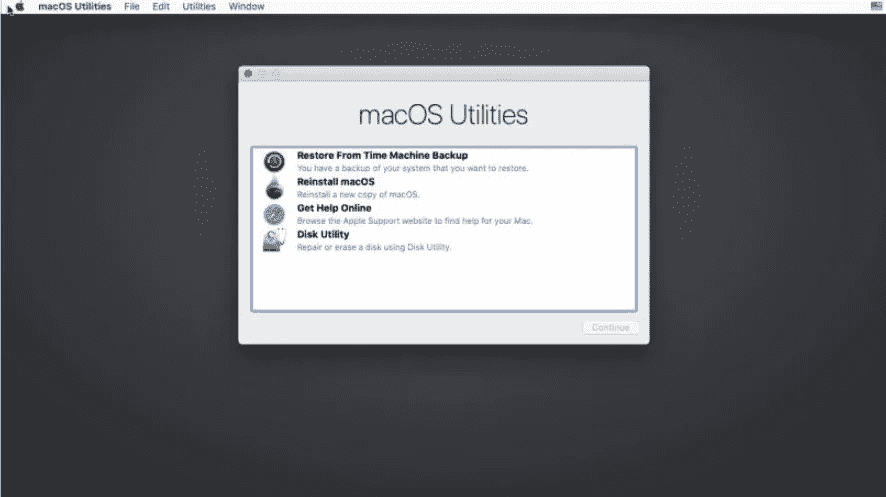 macOS Utilities File Edit Utilities Window
macOS Utilities
Restore From Time Machine Backup
You have a backup of your system that you want to restore.
Reinstall macOS
Reinstall a new copy of macOS.
Get Help Online
Browse the Apple Support website to find help for your Mac.
Disk Utility
Repair or erase a disk using Disk Utility.
Continue